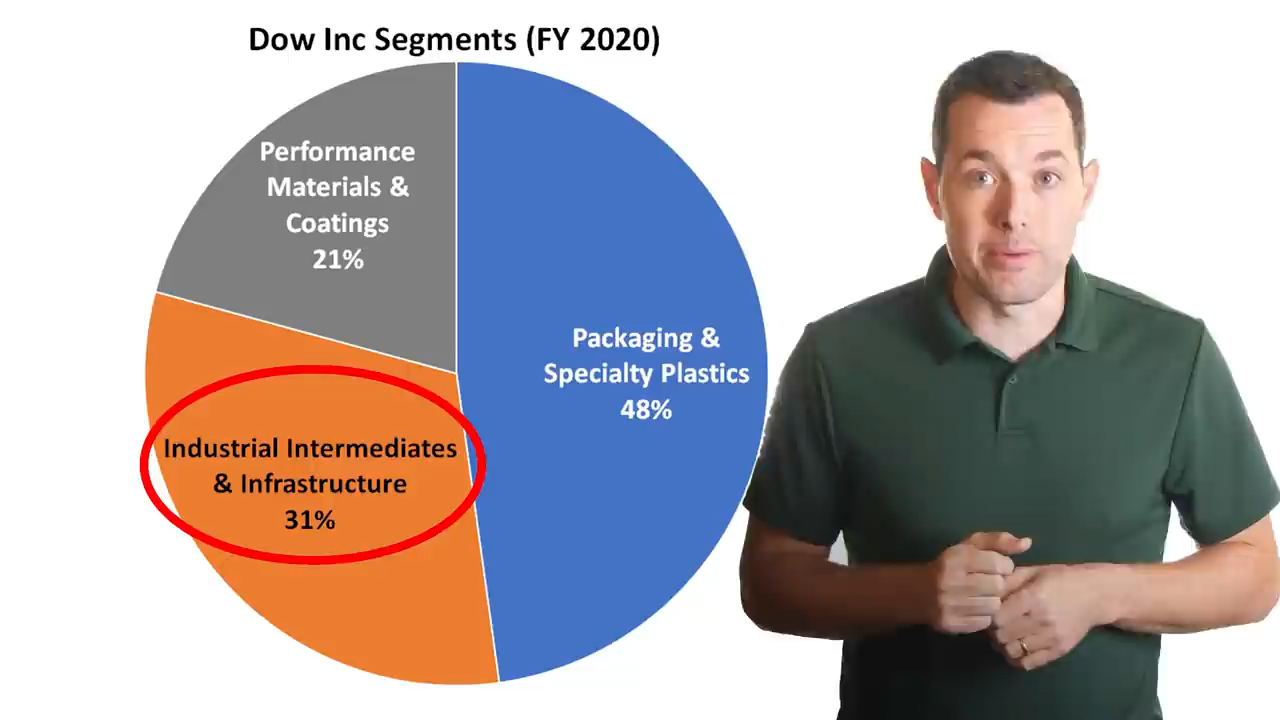 Dow Inc Segments (FY 2020)
Performance
Materials &
Coatings
21%
Packaging &
Specialty Plastics
48%
Industrial Intermediates
& Infrastructure
31%